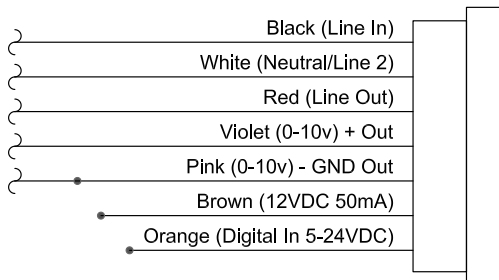 Black (Line In)
White (Neutral/Line 2)
Red (Line Out)
Violet (0-10v) + Out
Pink (0-10v) - GND Out
Brown (12VDC 50mA)
Orange (Digital In 5-24VDC)